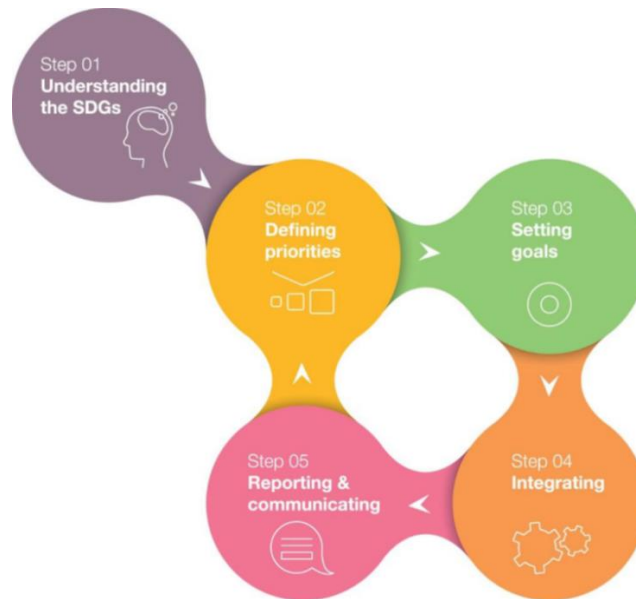 Step 01
Understanding
the SDGs
Step 02
Defining
priorities
Step 03
Setting
goals
Step 04
Integrating
Step 05
Reporting &
communicating